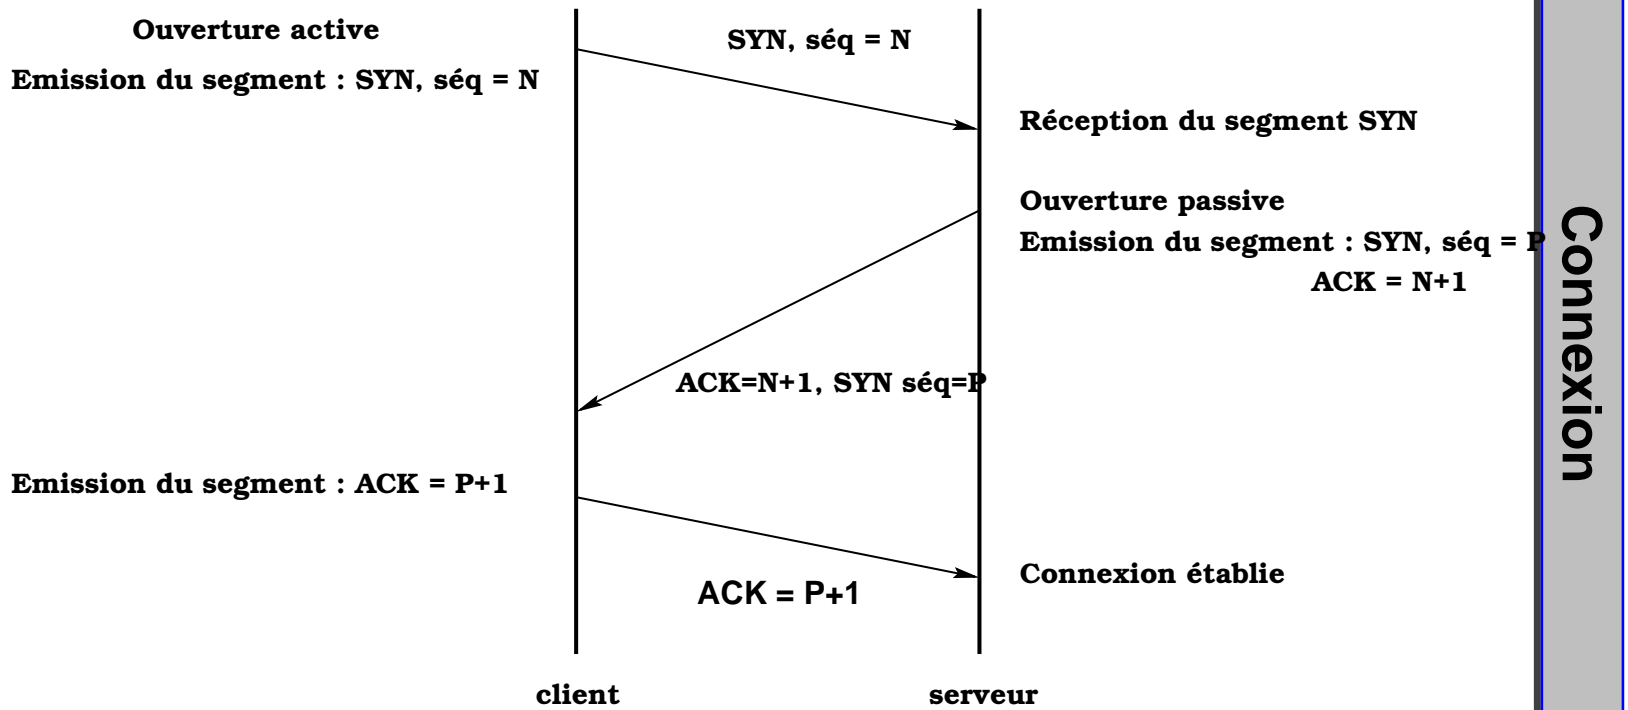 Ouverture active
SYN, séq = N
Emission du segment : SYN, séq = N
Réception du segment SYN
Ouverture passive
Emission du segment : SYN, séq = P
ACK = N+1
ACK=N+1, SYN séq=P
Emission du segment : ACK = P+1
Connexion établie
ACK = P+1
client
serveur
Connexion